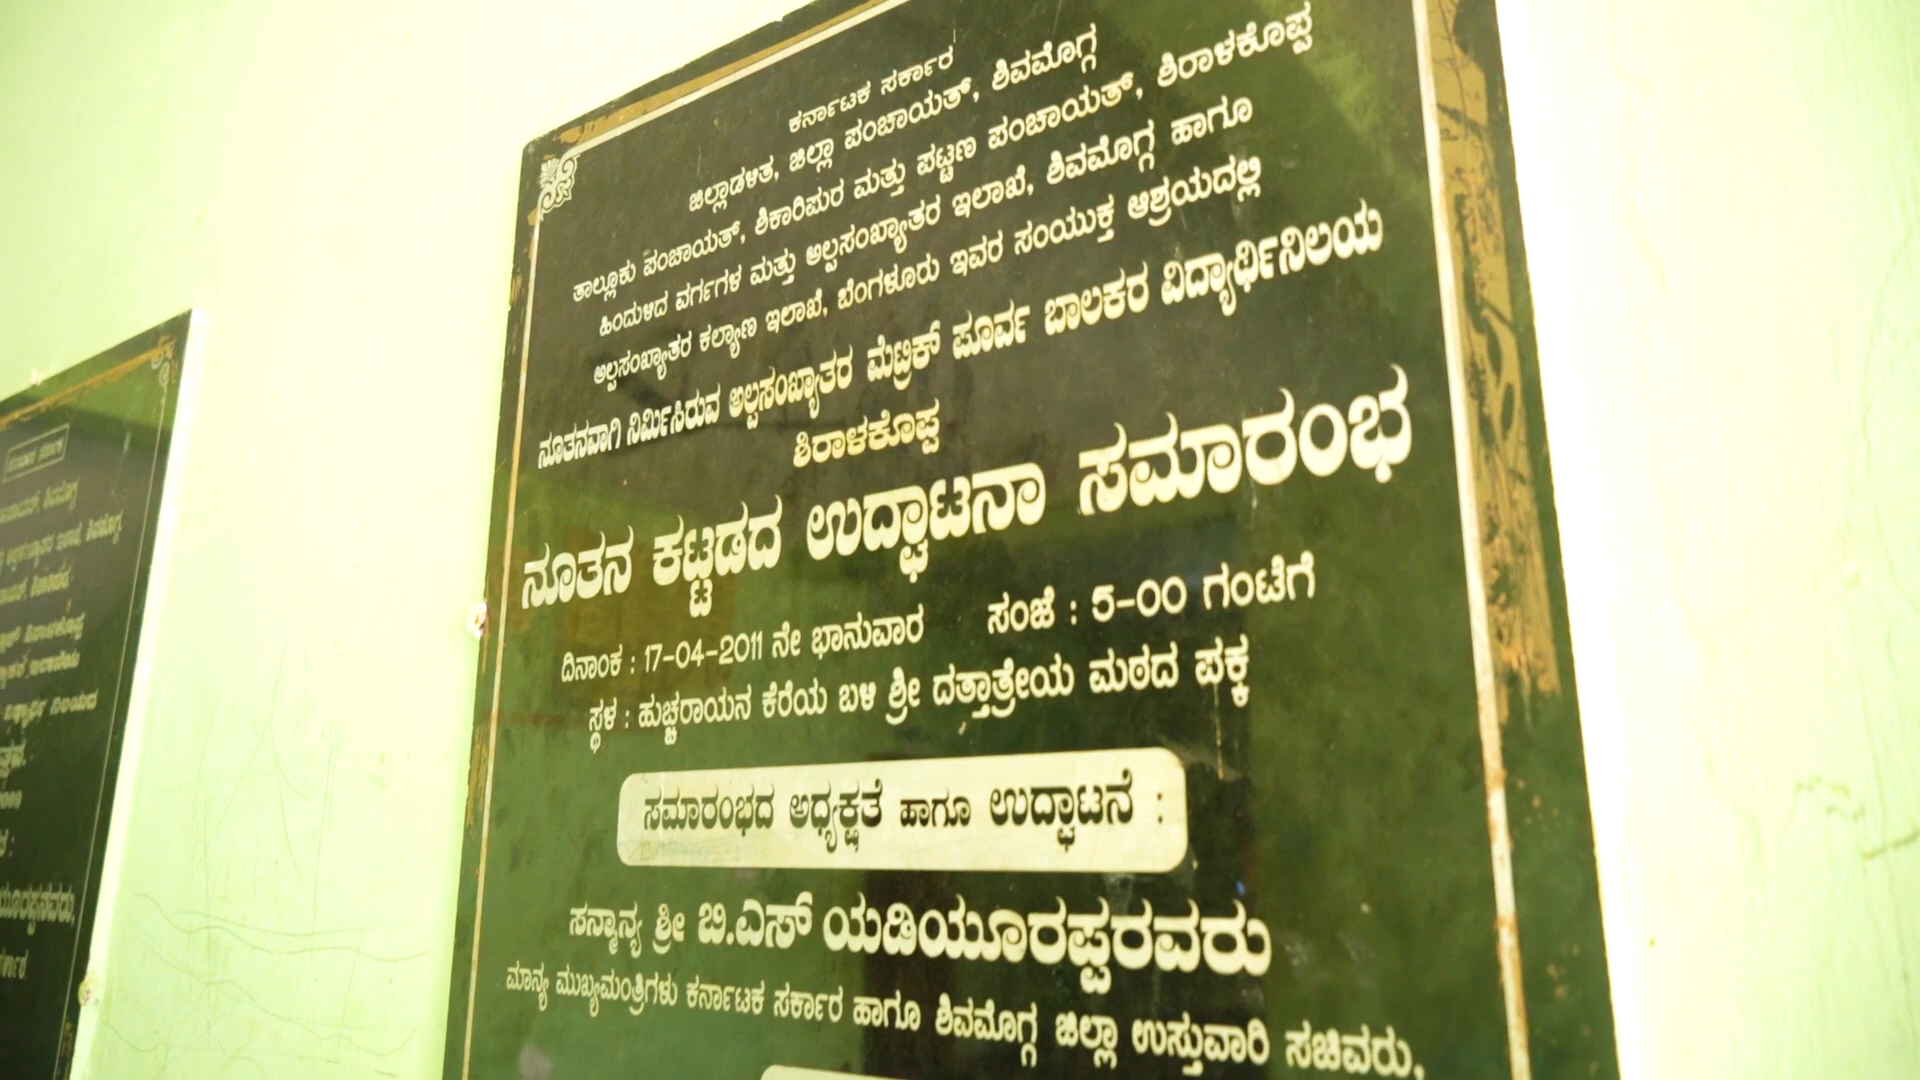 ಕರ್ನಾಟಕ ಸರ್ಕಾರ
ಜಿಲ್ಲಾಡಳಿತ, ಜಿಲ್ಲಾ ಪಂಚಾಯತ್, ಶಿವಮೊಗ್ಗ
ತಾಲ್ಲೂಕು ಪಂಚಾಯತ್, ಶಿಕಾರಿಪುರ ಮತ್ತು ಪಟ್ಟಣ ಪಂಚಾಯತ್, ಶಿರಾಳಕೊಪ್ಪ
ಹಿಂದುಳಿದ ವರ್ಗಗಳ ಮತ್ತು ಅಲ್ಪಸಂಖ್ಯಾತರ ಇಲಾಖೆ, ಶಿವಮೊಗ್ಗ ಹಾಗೂ
ಅಲ್ಪಸಂಖ್ಯಾತರ ಕಲ್ಯಾಣ ಇಲಾಖೆ, ಬೆಂಗಳೂರು ಇವರ ಸಂಯುಕ್ತ ಆಶ್ರಯದಲ್ಲಿ
ನೂತನವಾಗಿ ನಿರ್ಮಿಸಿರುವ ಅಲ್ಪಸಂಖ್ಯಾತರ ಮೆಟ್ರಿಕ್ ಪೂರ್ವ ಬಾಲಕರ ವಿದ್ಯಾರ್ಥಿನಿಲಯ
ಶಿರಾಳಕೊಪ್ಪ
ನೂತನ ಕಟ್ಟಡದ ಉದ್ಘಾಟನಾ ಸಮಾರಂಭ
ದಿನಾಂಕ : 17-04-2011 ನೇ ಭಾನುವಾರ ಸಂಜೆ : 5-00 ಗಂಟೆಗೆ
ಸ್ಥಳ : ಹುಚ್ಚರಾಯನ ಕೆರೆಯ ಬಳಿ ಶ್ರೀ ದತ್ತಾತ್ರೇಯ ಮಠದ ಪಕ್ಕ
ಸಮಾರಂಭದ ಅಧ್ಯಕ್ಷತೆ ಹಾಗೂ ಉದ್ಘಾಟನೆ :
ಸನ್ಮಾನ್ಯ ಶ್ರೀ ಬಿ.ಎಸ್ ಯಡಿಯೂರಪ್ಪರವರು
ಮಾನ್ಯ ಮುಖ್ಯಮಂತ್ರಿಗಳು ಕರ್ನಾಟಕ ಸರ್ಕಾರ ಹಾಗೂ ಶಿವಮೊಗ್ಗ ಜಿಲ್ಲಾ ಉಸ್ತುವಾರಿ ಸಚಿವರು,